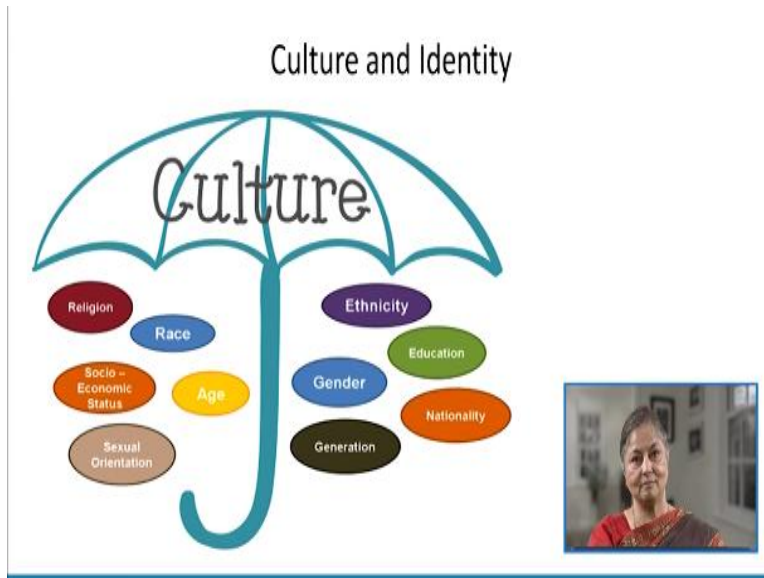 Culture and Identity
Culture
Religion
Race
Socio –
Economic
Status
Age
Sexual
Orientation
Ethnicity
Education
Gender
Nationality
Generation